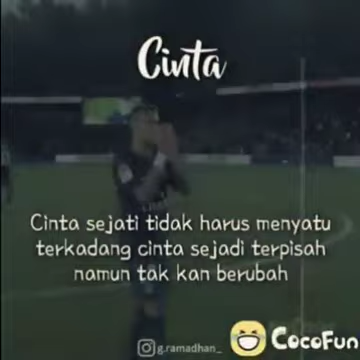 Cinta
Cinta sejati tidak harus menyatu
terkadang cinta sejadi terpisah
namun tak kan berubah
g.ramadhan_
CocoFun